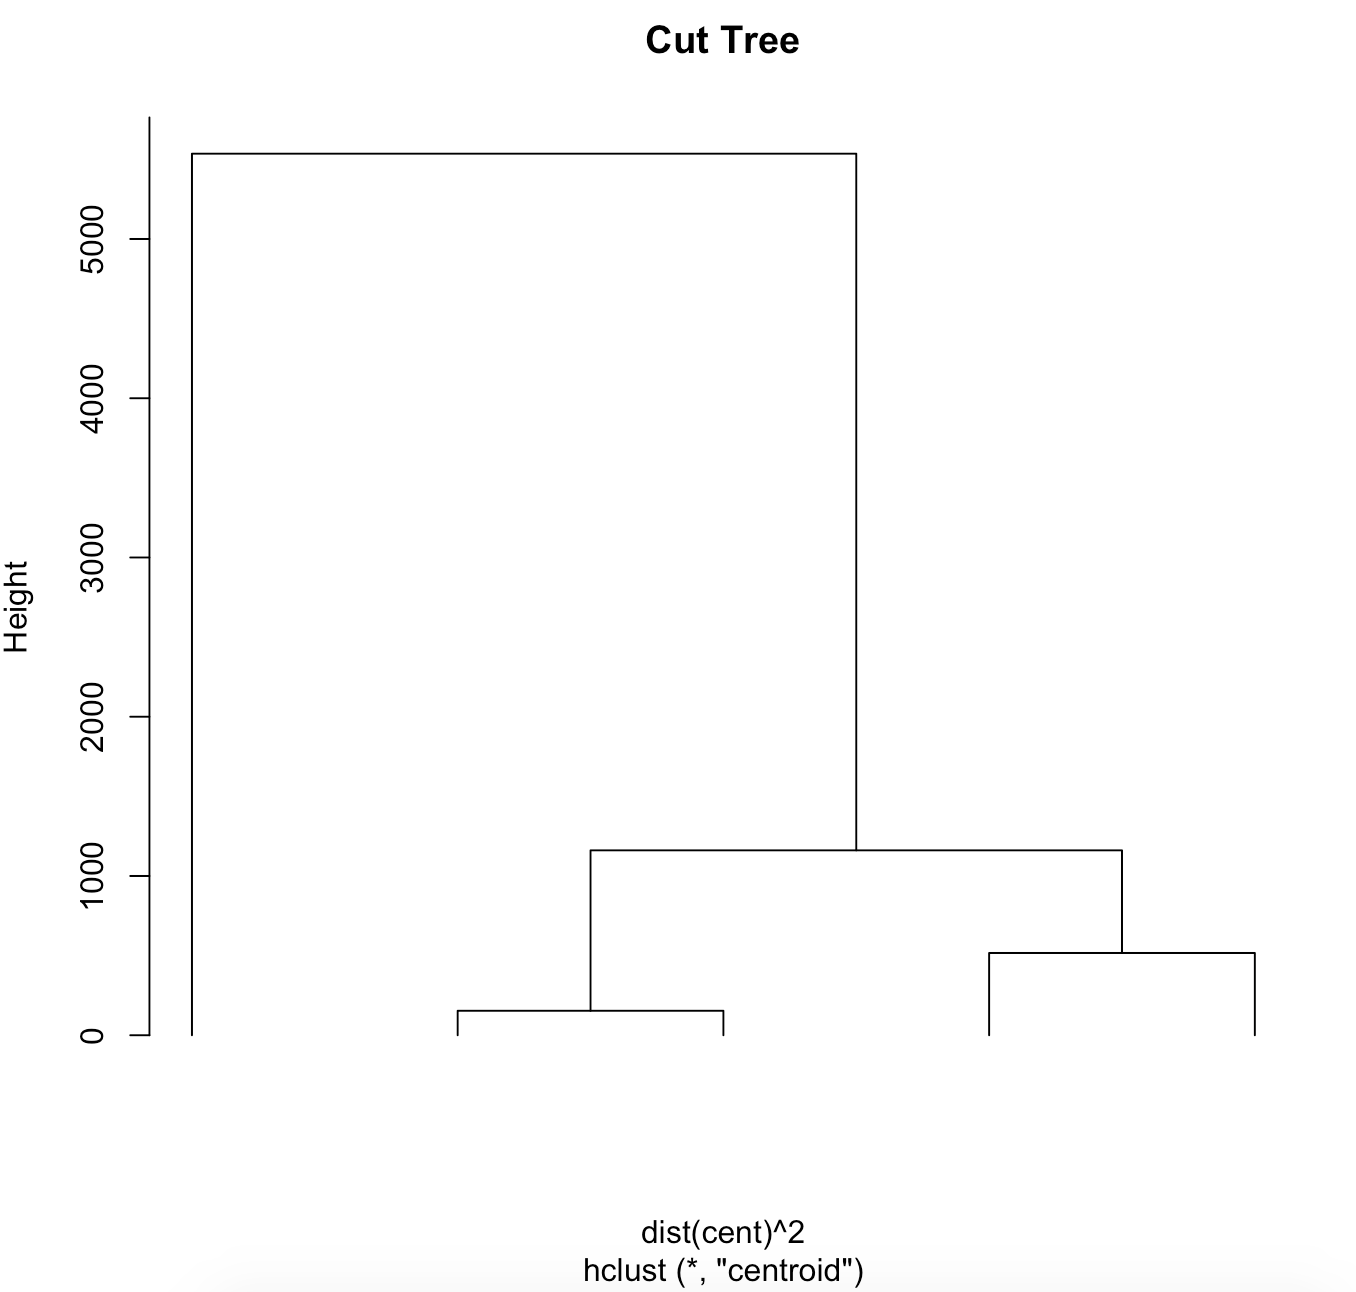 Cut Tree
Height
5000
4000
3000
2000
1000
0
dist(cent)^2
hclust (*, "centroid")